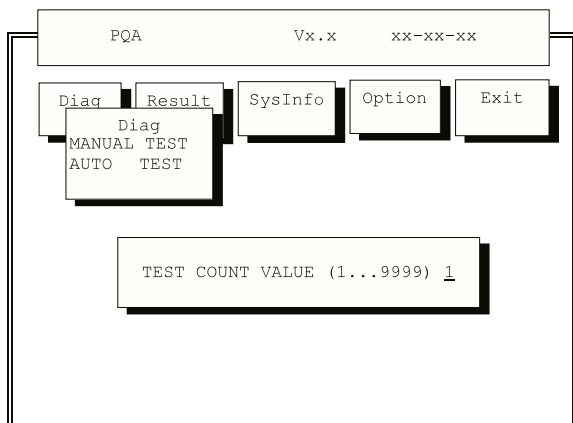 PQA Vx.x xx-xx-xx
Diag Result SysInfo Option Exit
Diag
MANUAL TEST
AUTO TEST
TEST COUNT VALUE (1...9999) 1